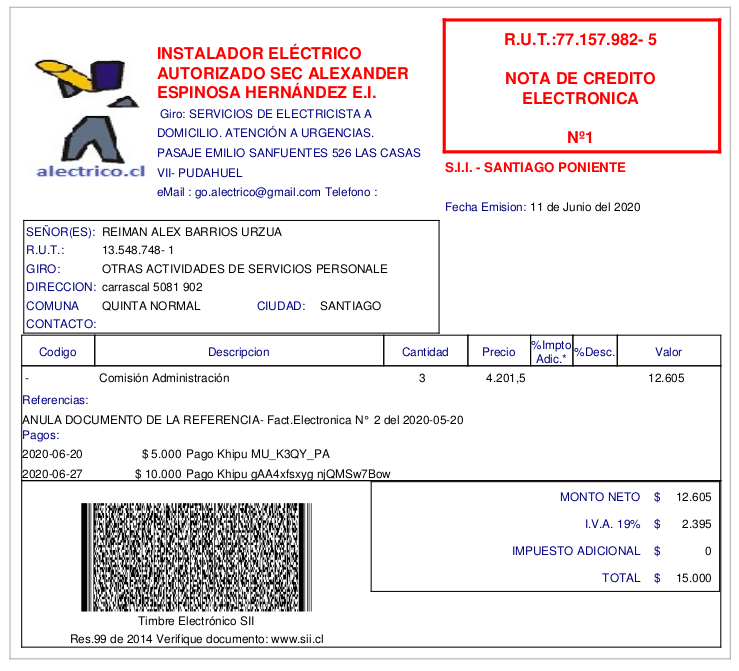 INSTALADOR ELÉCTRICO
AUTORIZADO SEC ALEXANDER
ESPINOSA HERNÁNDEZ E.I.
Giro: SERVICIOS DE ELECTRICISTA A
DOMICILIO. ATENCIÓN A URGENCIAS.
PASAJE EMILIO SANFUENTES 526 LAS CASAS
VII- PUDAHUEL
eMail : go.alectrico@gmail.com Telefono :
alectrico.cl
R.U.T.:77.157.982- 5
NOTA DE CREDITO
ELECTRONICA
Nº1
S.I.I. - SANTIAGO PONIENTE
Fecha Emision: 11 de Junio del 2020
SEÑOR(ES): REIMAN ALEX BARRIOS URZUA
R.U.T.: 13.548.748- 1
GIRO: OTRAS ACTIVIDADES DE SERVICIOS PERSONALE
DIRECCION: carrascal 5081 902
COMUNA QUINTA NORMAL CIUDAD: SANTIAGO
CONTACTO:
Codigo Descripcion Cantidad Precio %Impto Adic.* %Desc. Valor
- Comisión Administración 3 4.201,5 12.605
Referencias:
ANULA DOCUMENTO DE LA REFERENCIA- Fact.Electronica N° 2 del 2020-05-20
Pagos:
2020-06-20 $ 5.000 Pago Khipu MU_K3QY_PA
2020-06-27 $ 10.000 Pago Khipu gAA4xfsxyg njQMSw7Bow
MONTO NETO $ 12.605
I.V.A. 19% $ 2.395
IMPUESTO ADICIONAL $ 0
TOTAL $ 15.000
Timbre Electrónico SII
Res.99 de 2014 Verifique documento: www.sii.cl